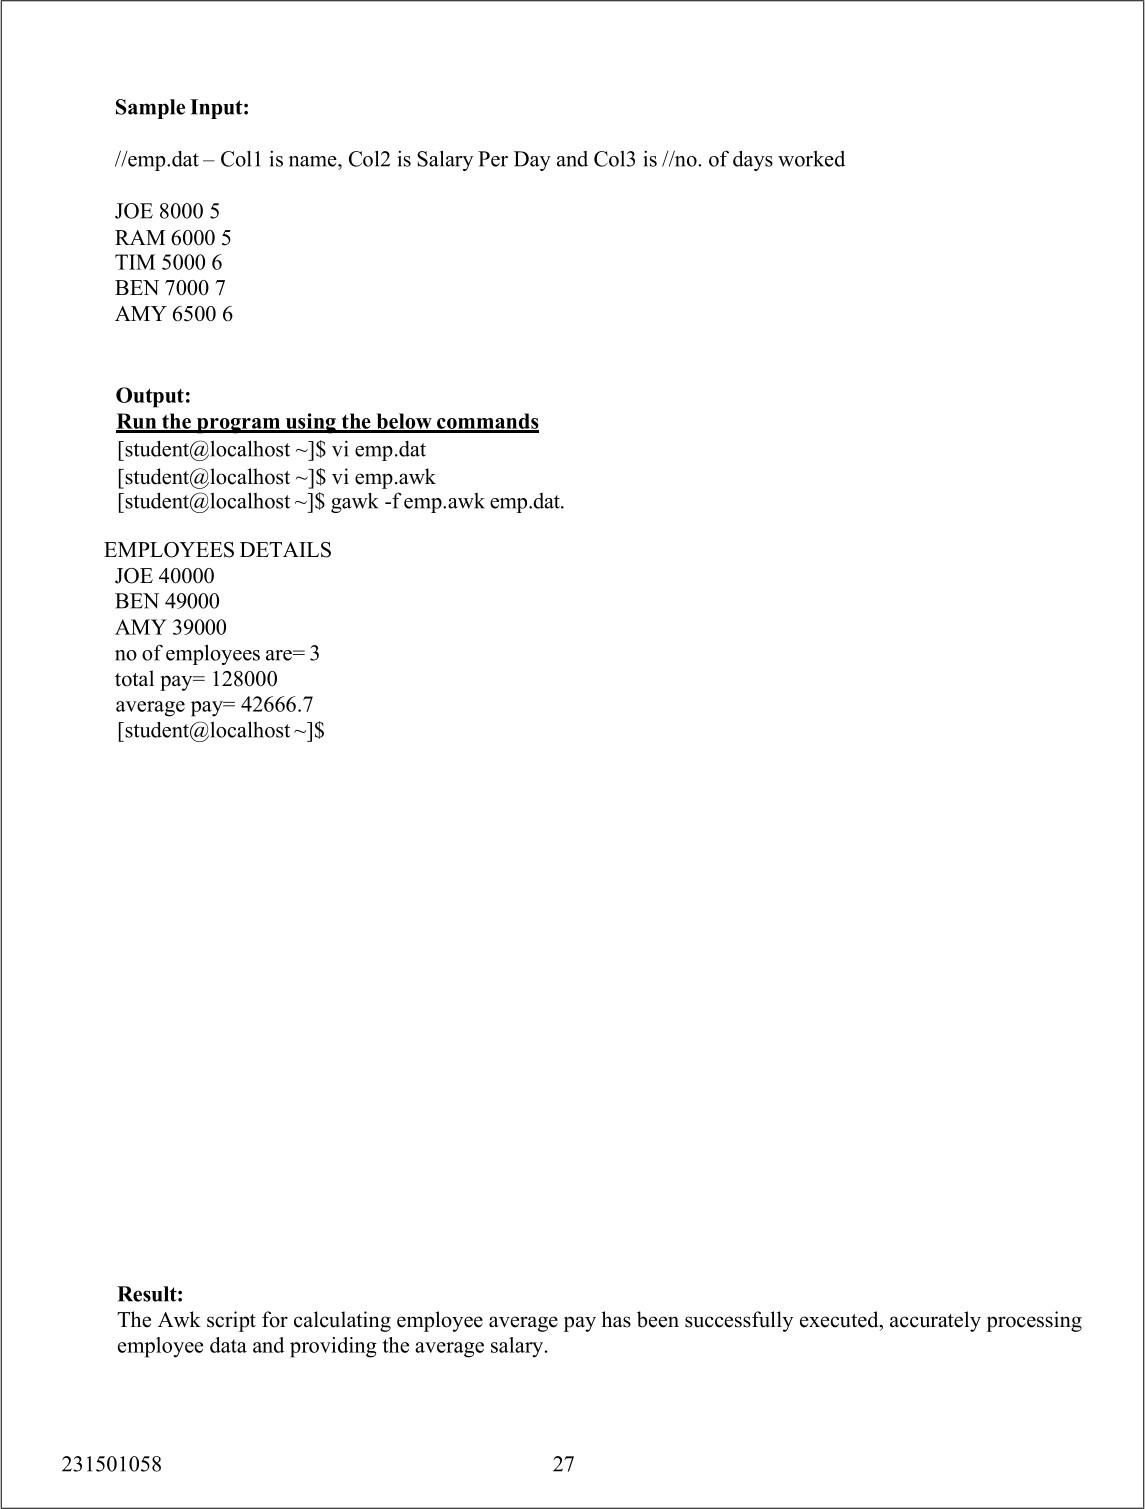 Sample Input:
//emp.dat – Col1 is name, Col2 is Salary Per Day and Col3 is //no. of days worked
JOE 8000 5
RAM 6000 5
TIM 5000 6
BEN 7000 7
AMY 6500 6
Output:
Run the program using the below commands
[student@localhost ~]$ vi emp.dat
[student@localhost ~]$ vi emp.awk
[student@localhost ~]$ gawk -f emp.awk emp.dat.
EMPLOYEES DETAILS
JOE 40000
BEN 49000
AMY 39000
no of employees are= 3
total pay= 128000
average pay= 42666.7
[student@localhost ~]$
Result:
The Awk script for calculating employee average pay has been successfully executed, accurately processing
employee data and providing the average salary.
231501058 27